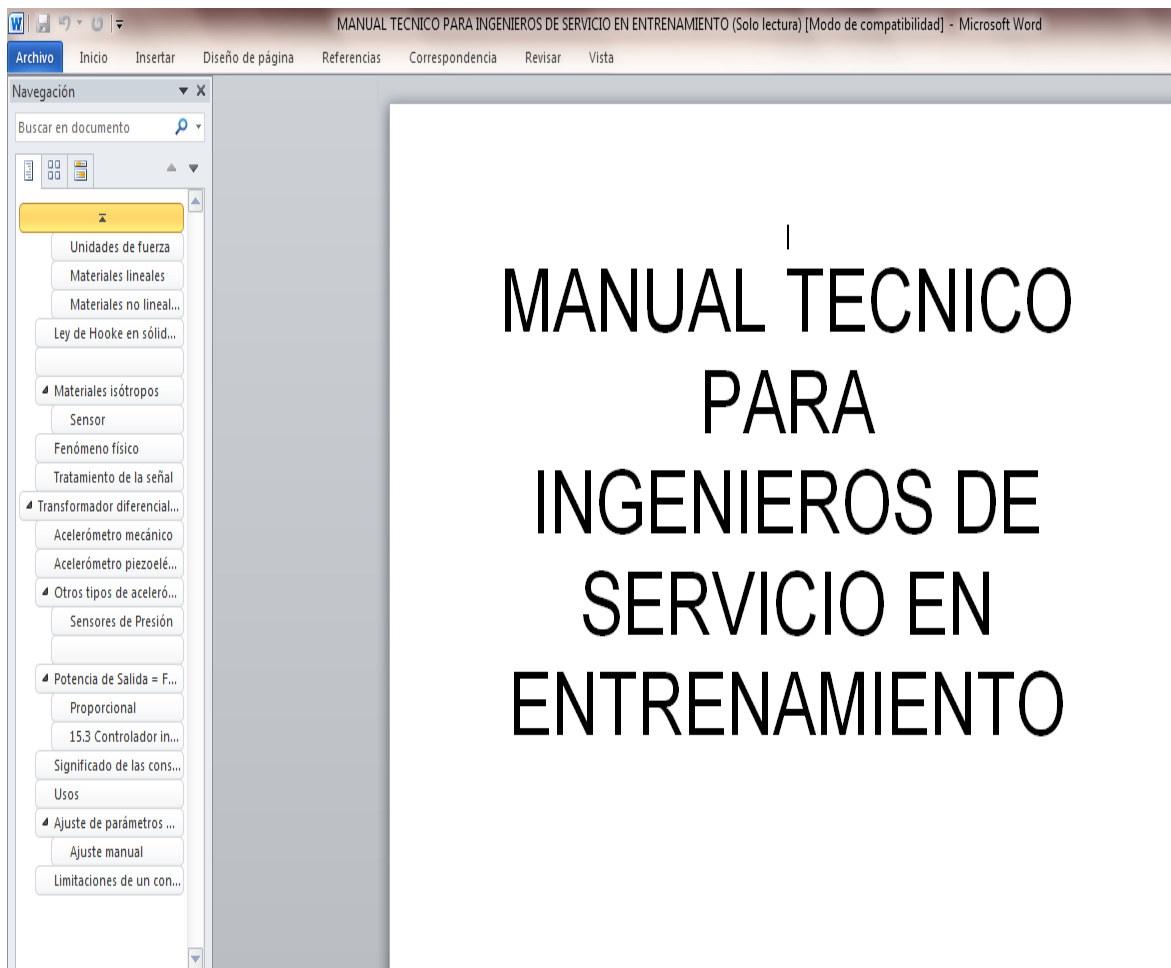 MANUAL TECNICO PARA INGENIEROS DE SERVICIO EN ENTRENAMIENTO (Solo lectura) [Modo de compatibilidad] - Microsoft Word
Archivo Inicio Insertar Diseño de página Referencias Correspondencia Revisar Vista
Navegación
Buscar en documento
Unidades de fuerza
Materiales lineales
Materiales no lineal...
Ley de Hooke en sólid...
Materiales isótropos
Sensor
Fenómeno físico
Tratamiento de la señal
Transformador diferencial...
Acelerómetro mecánico
Acelerómetro piezoelé...
Otros tipos de aceleró...
Sensores de Presión
Potencia de Salida = F...
Proporcional
15.3 Controlador in...
Significado de las cons...
Usos
Ajuste de parámetros ...
Ajuste manual
Limitaciones de un con...
MANUAL TECNICO
PARA
INGENIEROS DE
SERVICIO EN
ENTRENAMIENTO